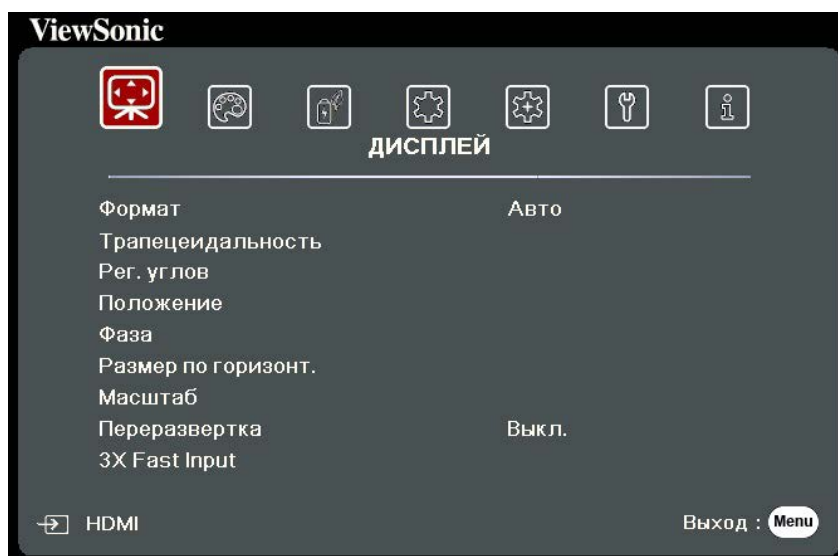 ViewSonic
ДИСПЛЕЙ
Формат Авто
Трапецеидальность
Рег. углов
Положение
Фаза
Размер по горизонт.
Масштаб
Переразвертка Выкл.
3X Fast Input
HDMI Выход : Menu